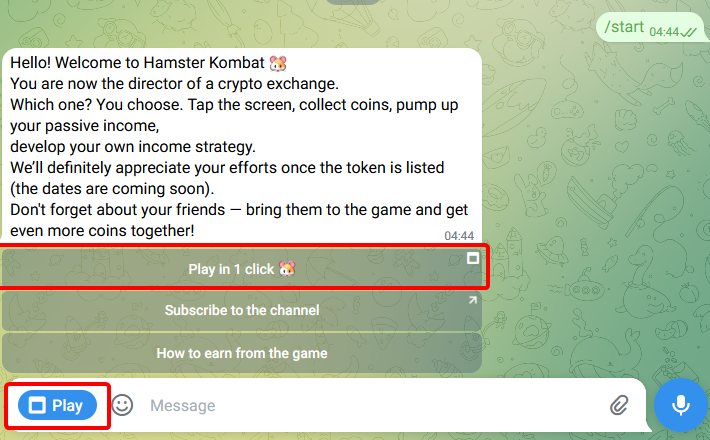 /start 04:44
Hello! Welcome to Hamster Kombat 🐹
You are now the director of a crypto exchange.
Which one? You choose. Tap the screen, collect coins, pump up
your passive income,
develop your own income strategy.
We’ll definitely appreciate your efforts once the token is listed
(the dates are coming soon).
Don't forget about your friends — bring them to the game and get
even more coins together!
04:44
Play in 1 click 🐹
Subscribe to the channel
How to earn from the game
Play Message